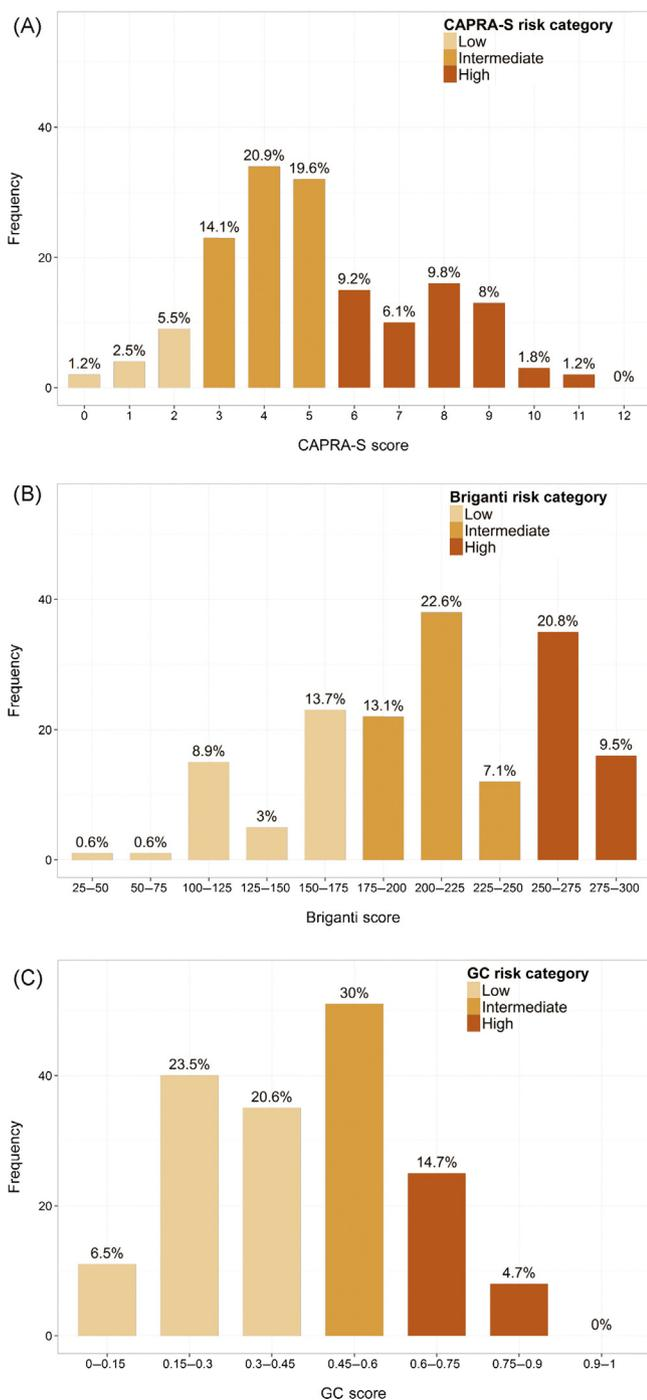 (A)
CAPRA-S risk category
Low
Intermediate
High
Frequency
40
20
0
1.2%
2.5%
5.5%
14.1%
20.9%
19.6%
9.2%
6.1%
9.8%
8%
1.8%
1.2%
0%
0 1 2 3 4 5 6 7 8 9 10 11 12
CAPRA-S score
(B)
Briganti risk category
Low
Intermediate
High
Frequency
40
20
0
0.6%
0.6%
8.9%
3%
13.7%
13.1%
22.6%
7.1%
20.8%
9.5%
25–50 50–75 100–125 125–150 150–175 175–200 200–225 225–250 250–275 275–300
Briganti score
(C)
GC risk category
Low
Intermediate
High
Frequency
40
20
0
6.5%
23.5%
20.6%
30%
14.7%
4.7%
0%
0–0.15 0.15–0.3 0.3–0.45 0.45–0.6 0.6–0.75 0.75–0.9 0.9–1
GC score